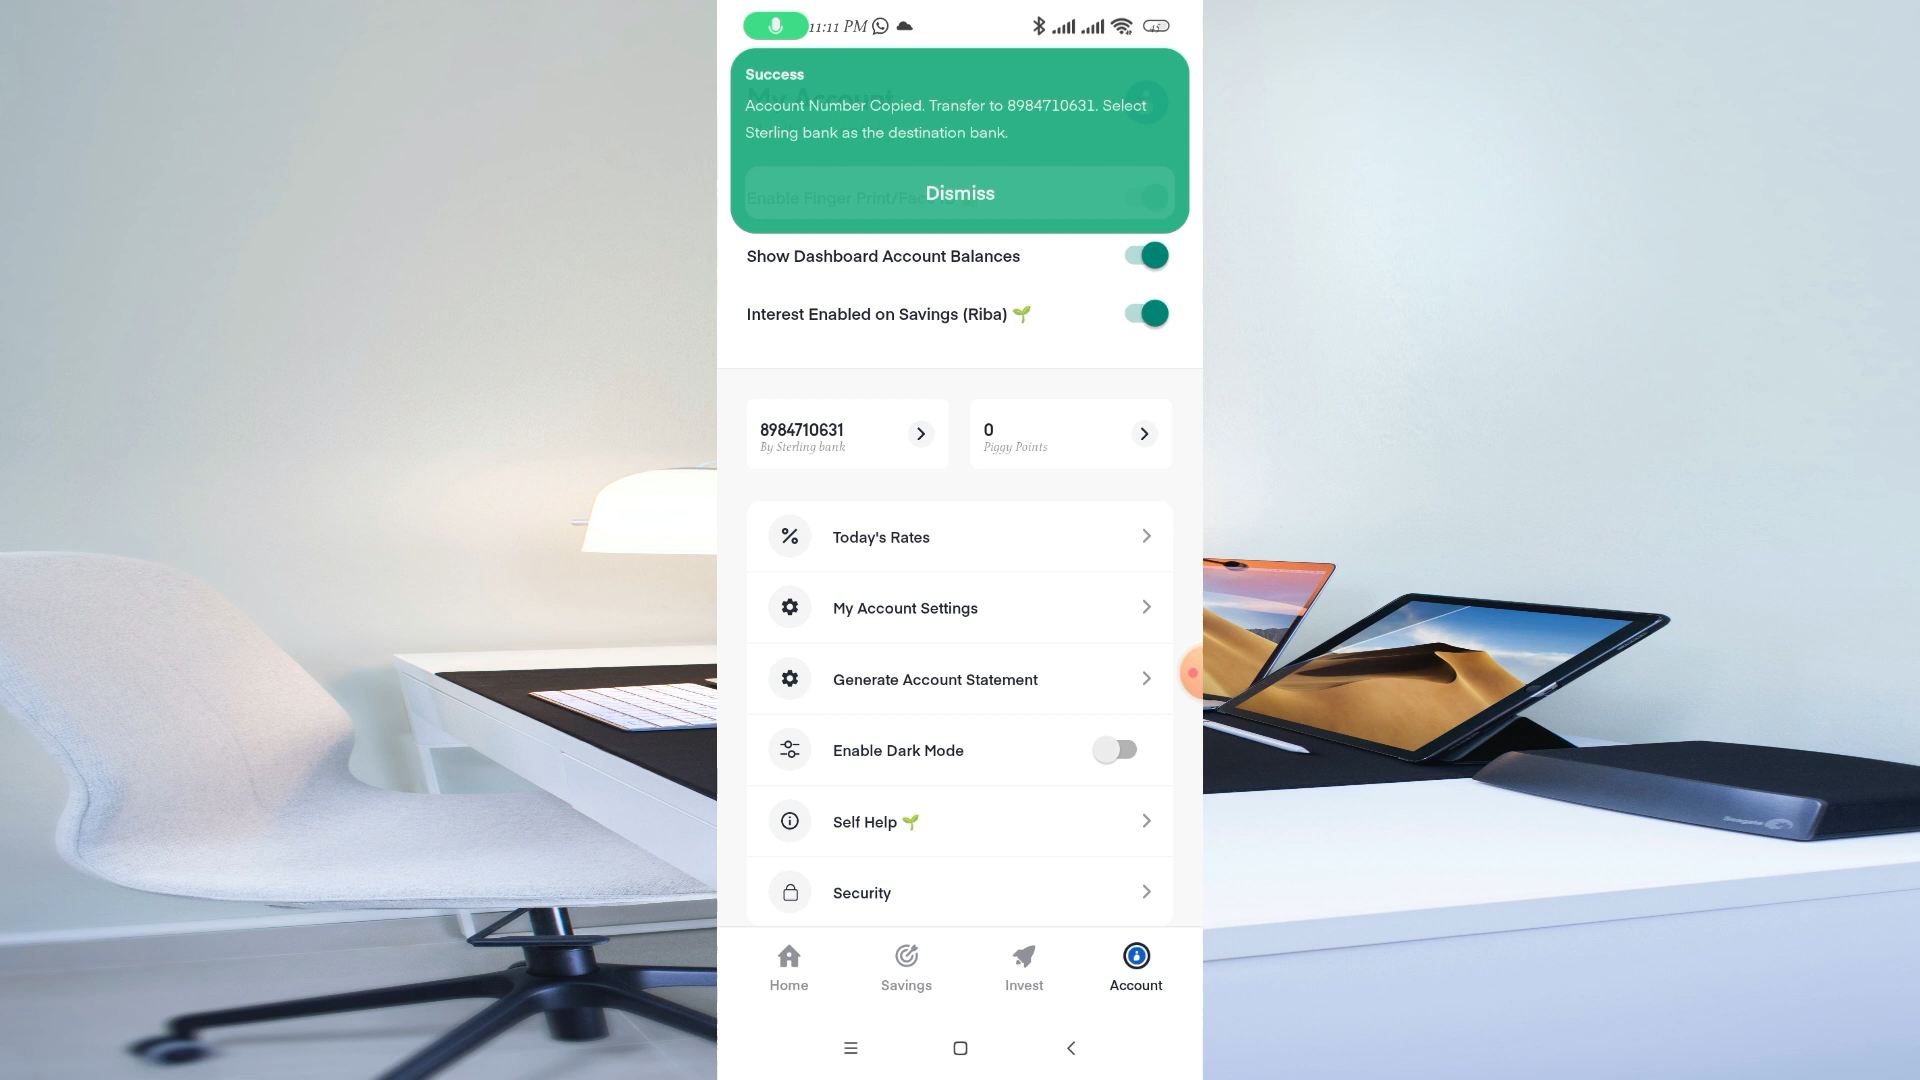 11:11 PM
45
Success
My Account
Account Number Copied. Transfer to 8984710631. Select
Sterling bank as the destination bank.
Enable Finger Print/Fac
Dismiss
Show Dashboard Account Balances
Interest Enabled on Savings (Riba) 🌱
8984710631
By Sterling bank
0
Piggy Points
Today's Rates
My Account Settings
Generate Account Statement
Enable Dark Mode
Self Help 🌱
Security
Home
Savings
Invest
Account